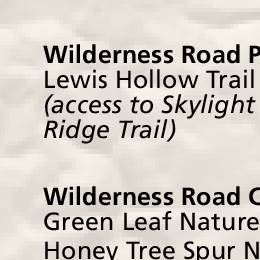 Wilderness Road P
Lewis Hollow Trail
(access to Skylight
Ridge Trail)
Wilderness Road C
Green Leaf Nature
Honey Tree Spur N